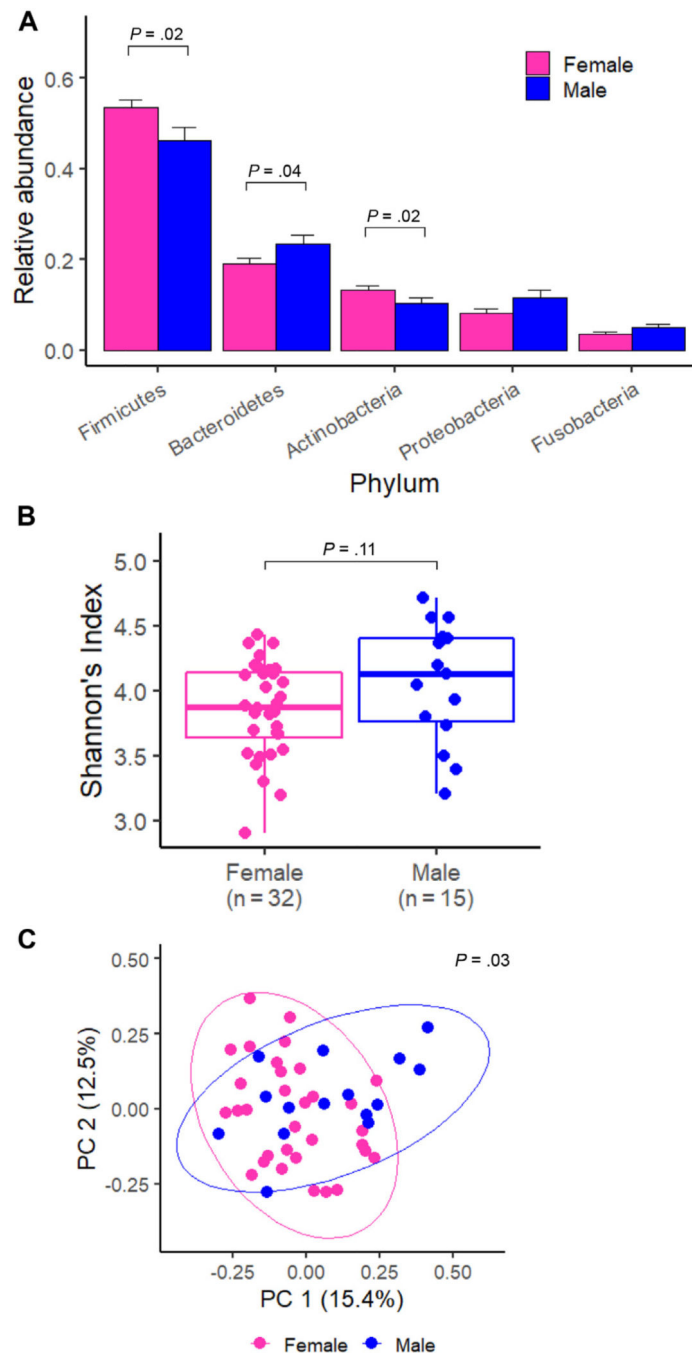 A
P = .02
Female
Male
0.6
P = .04
0.4
P = .02
0.2
0.0
Relative abundance
Firmicutes
Bacteroidetes
Actinobacteria
Proteobacteria
Fusobacteria
Phylum
B
P = .11
5.0
4.5
4.0
3.5
3.0
Shannon's Index
Female
(n = 32)
Male
(n = 15)
C
0.50
P = .03
0.25
0.00
-0.25
PC 2 (12.5%)
-0.25 0.00 0.25 0.50
PC 1 (15.4%)
Female Male